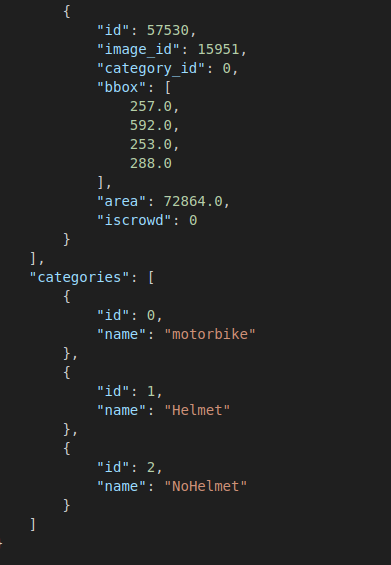 {
"id": 57530,
"image_id": 15951,
"category_id": 0,
"bbox": [
257.0,
592.0,
253.0,
288.0
],
"area": 72864.0,
"iscrowd": 0
}
],
"categories": [
{
"id": 0,
"name": "motorbike"
},
{
"id": 1,
"name": "Helmet"
},
{
"id": 2,
"name": "NoHelmet"
}
]
}